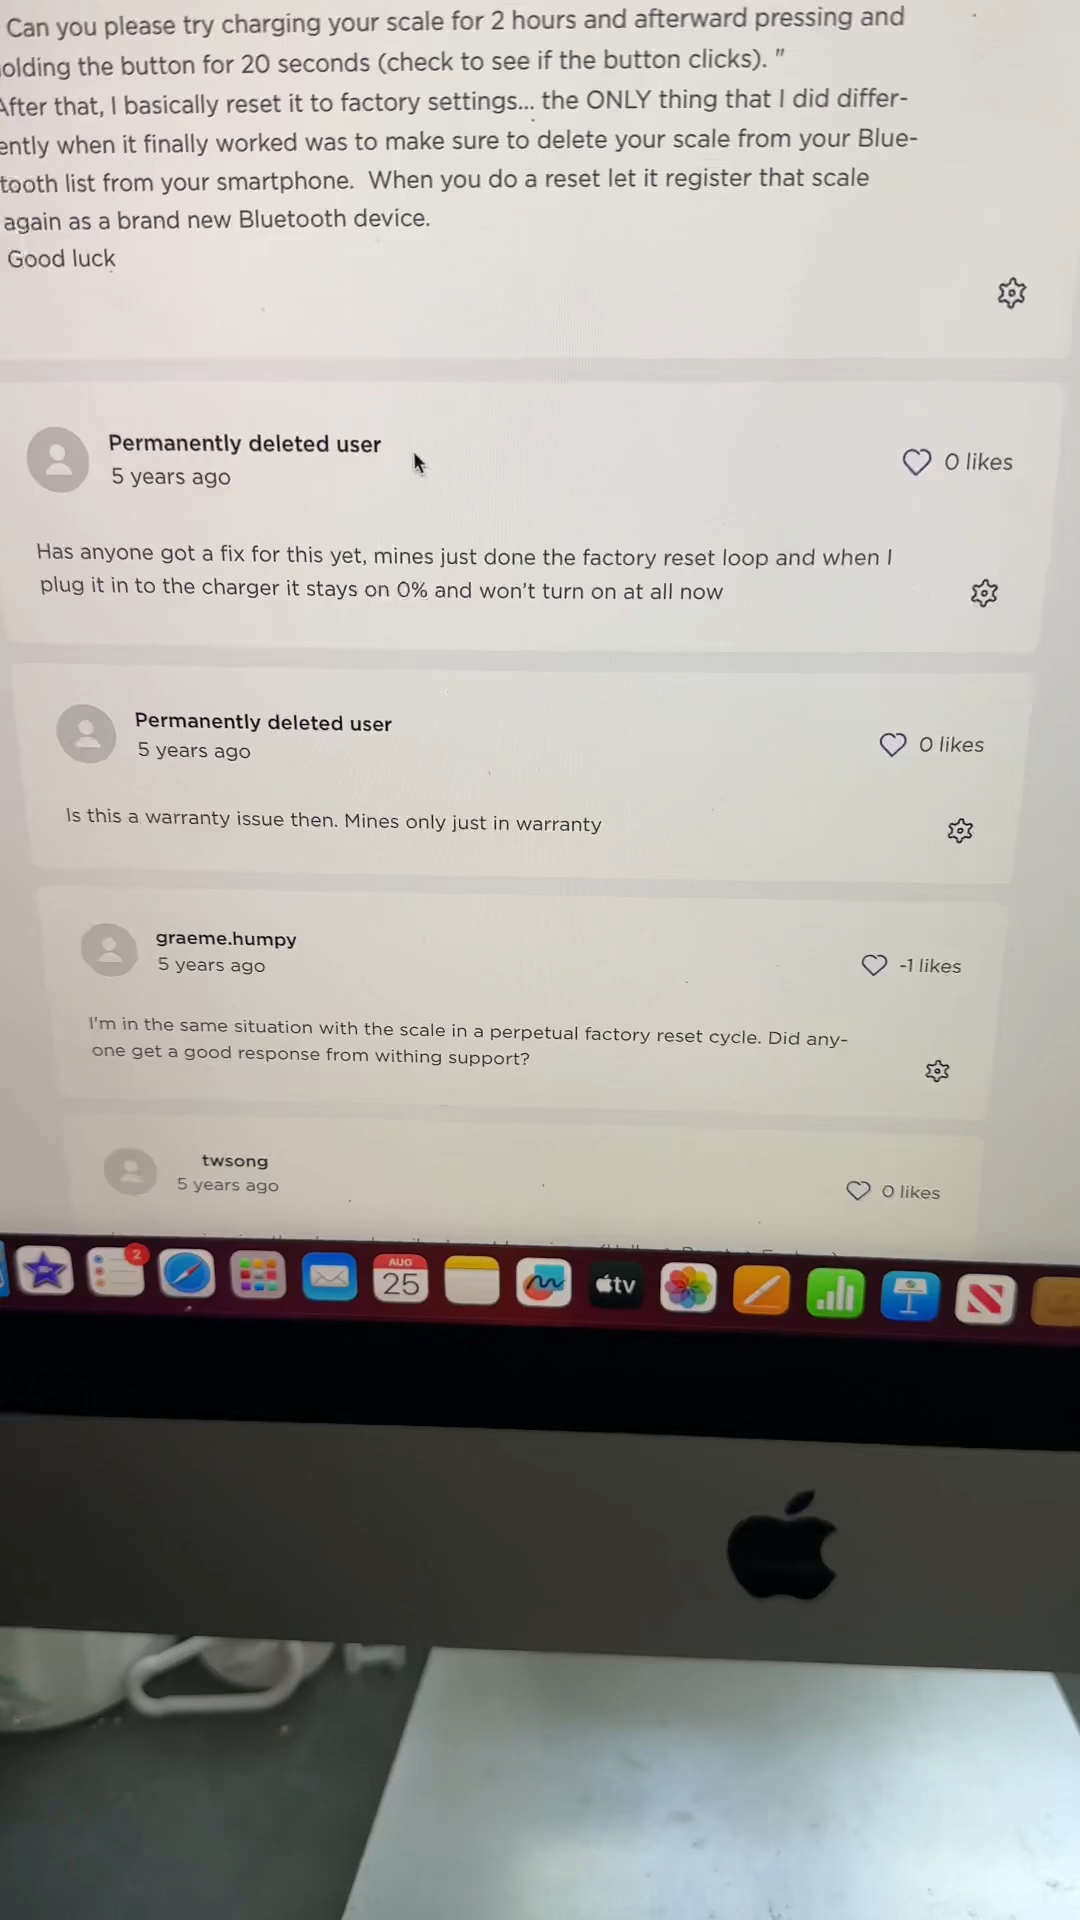 Can you please try charging your scale for 2 hours and afterward pressing and
olding the button for 20 seconds (check to see if the button clicks). "
After that, I basically reset it to factory settings... the ONLY thing that I did differ-
ently when it finally worked was to make sure to delete your scale from your Blue-
tooth list from your smartphone. When you do a reset let it register that scale
again as a brand new Bluetooth device.
Good luck
Permanently deleted user
5 years ago
0 likes
Has anyone got a fix for this yet, mines just done the factory reset loop and when I
plug it in to the charger it stays on 0% and won't turn on at all now
Permanently deleted user
5 years ago
0 likes
Is this a warranty issue then. Mines only just in warranty
graeme.humpy
5 years ago
-1 likes
I'm in the same situation with the scale in a perpetual factory reset cycle. Did any-
one get a good response from withing support?
twsong
5 years ago
0 likes
2
AUG
25
tv